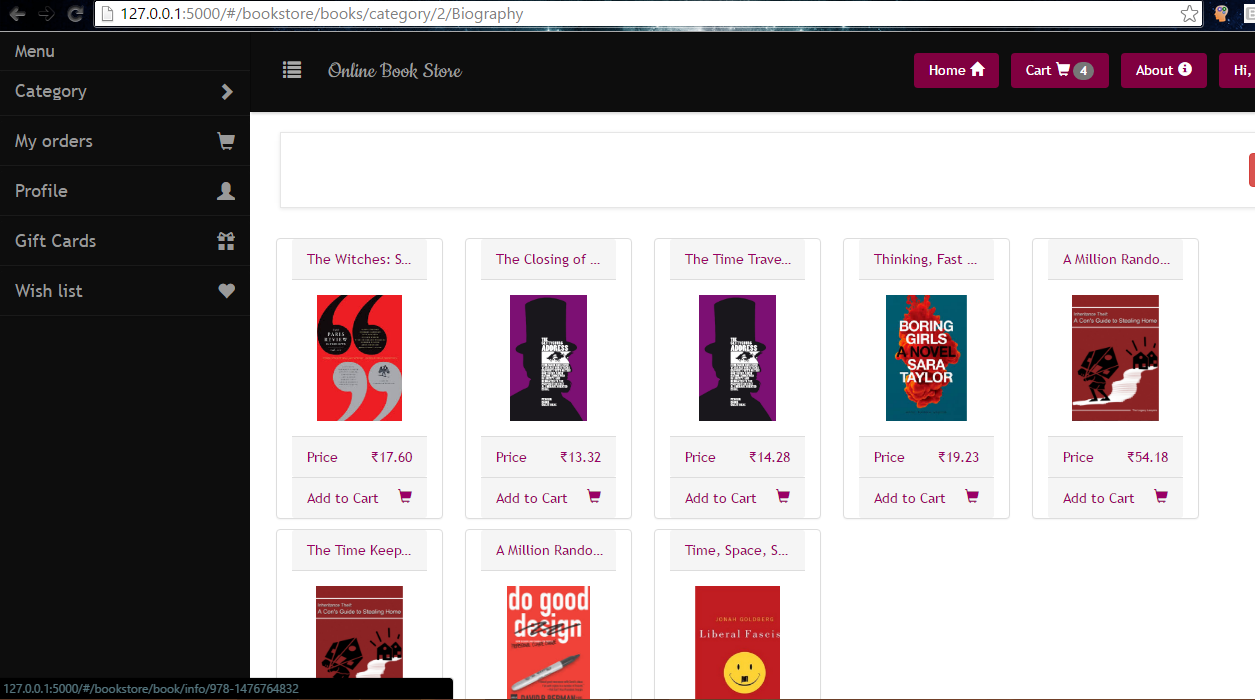 127.0.0.1:5000/#/bookstore/books/category/2/Biography
Menu
Category
My orders
Profile
Gift Cards
Wish list
Online Book Store
Home
Cart 4
About
Hi,
The Witches: S...
The Closing of ...
The Time Trave...
Thinking, Fast ...
A Million Rando...
THE
PARIS
REVIEW
ADDRESS
ADDRESS
BORING
GIRLS
A NOVEL
SARA
TAYLOR
Inheritance Theif:
A Con's Guide to Stealing Home
Price ₹17.60
Price ₹13.32
Price ₹14.28
Price ₹19.23
Price ₹54.18
Add to Cart
Add to Cart
Add to Cart
Add to Cart
Add to Cart
The Time Keep...
A Million Rando...
Time, Space, S...
Inheritance Theif:
A Con's Guide to Stealing Home
do good
design
JONAH GOLDBERG
Liberal Fascis
DAVID B BERMAN
127.0.0.1:5000/#/bookstore/book/info/978-1476764832